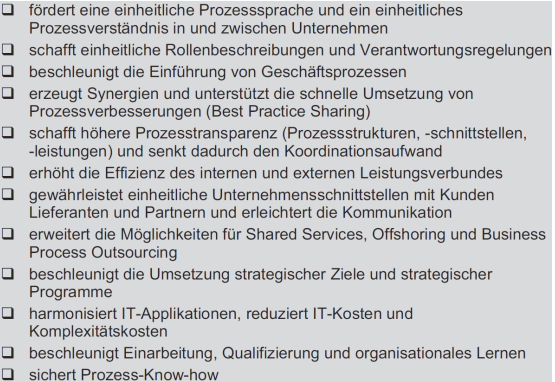 ❑ fördert eine einheitliche Prozesssprache und ein einheitliches
Prozessverständnis in und zwischen Unternehmen
❑ schafft einheitliche Rollenbeschreibungen und Verantwortungsregelungen
❑ beschleunigt die Einführung von Geschäftsprozessen
❑ erzeugt Synergien und unterstützt die schnelle Umsetzung von
Prozessverbesserungen (Best Practice Sharing)
❑ schafft höhere Prozesstransparenz (Prozessstrukturen, -schnittstellen,
-leistungen) und senkt dadurch den Koordinationsaufwand
❑ erhöht die Effizienz des internen und externen Leistungsverbundes
❑ gewährleistet einheitliche Unternehmensschnittstellen mit Kunden
Lieferanten und Partnern und erleichtert die Kommunikation
❑ erweitert die Möglichkeiten für Shared Services, Offshoring und Business
Process Outsourcing
❑ beschleunigt die Umsetzung strategischer Ziele und strategischer
Programme
❑ harmonisiert IT-Applikationen, reduziert IT-Kosten und
Komplexitätskosten
❑ beschleunigt Einarbeitung, Qualifizierung und organisationales Lernen
❑ sichert Prozess-Know-how